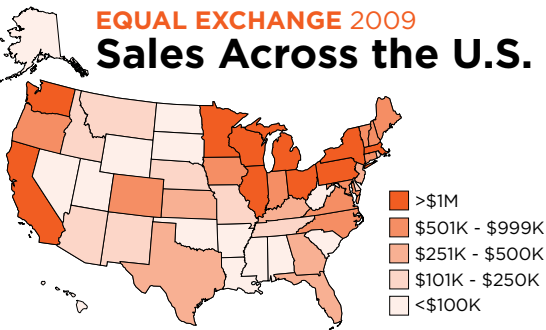 EQUAL EXCHANGE 2009
Sales Across the U.S.
>$1M
$501K - $999K
$251K - $500K
$101K - $250K
<$100K